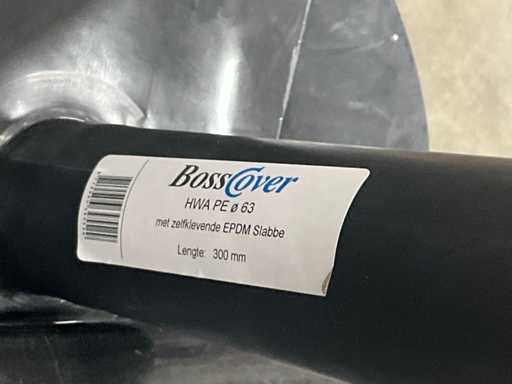 BossCover
HWA PE ø 63
met zelfklevende EPDM Slabbe
Lengte: 300 mm